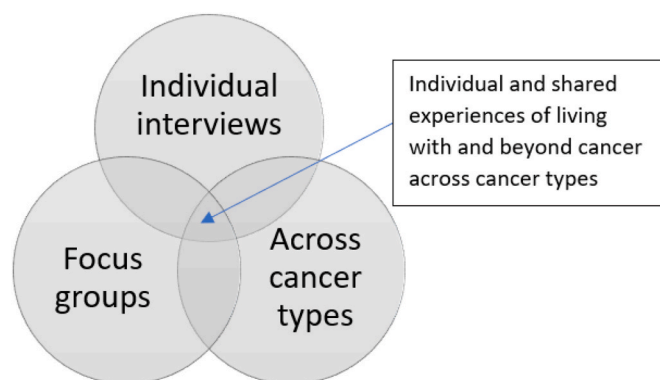 Individual
interviews
Individual and shared
experiences of living
with and beyond cancer
across cancer types
Focus
groups
Across
cancer
types